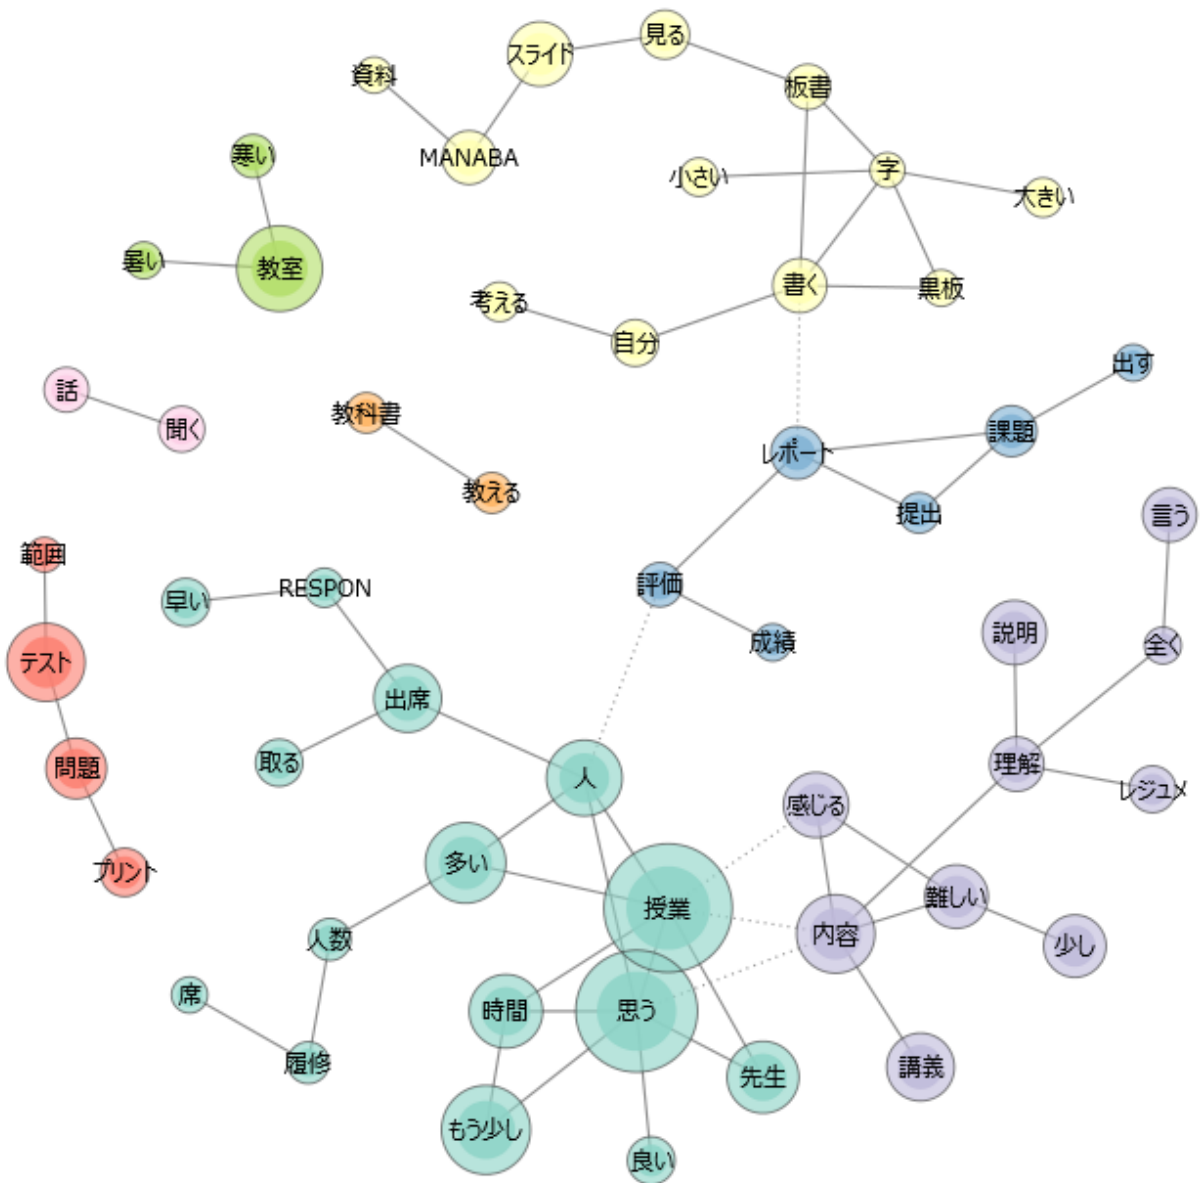 スライド
見る
資料
板書
MANABA
寒い
字
小さい
大きい
暑い
教室
書く
黒板
考える
自分
出す
話
聞く
教科書
課題
レポート
教える
提出
言う
範囲
評価
RESPON
早い
成績
説明
全く
テスト
出席
問題
取る
人
理解
レジュメ
感じる
プリント
多い
授業
難しい
人数
内容
少し
席
時間
思う
履修
先生
講義
もう少し
良い